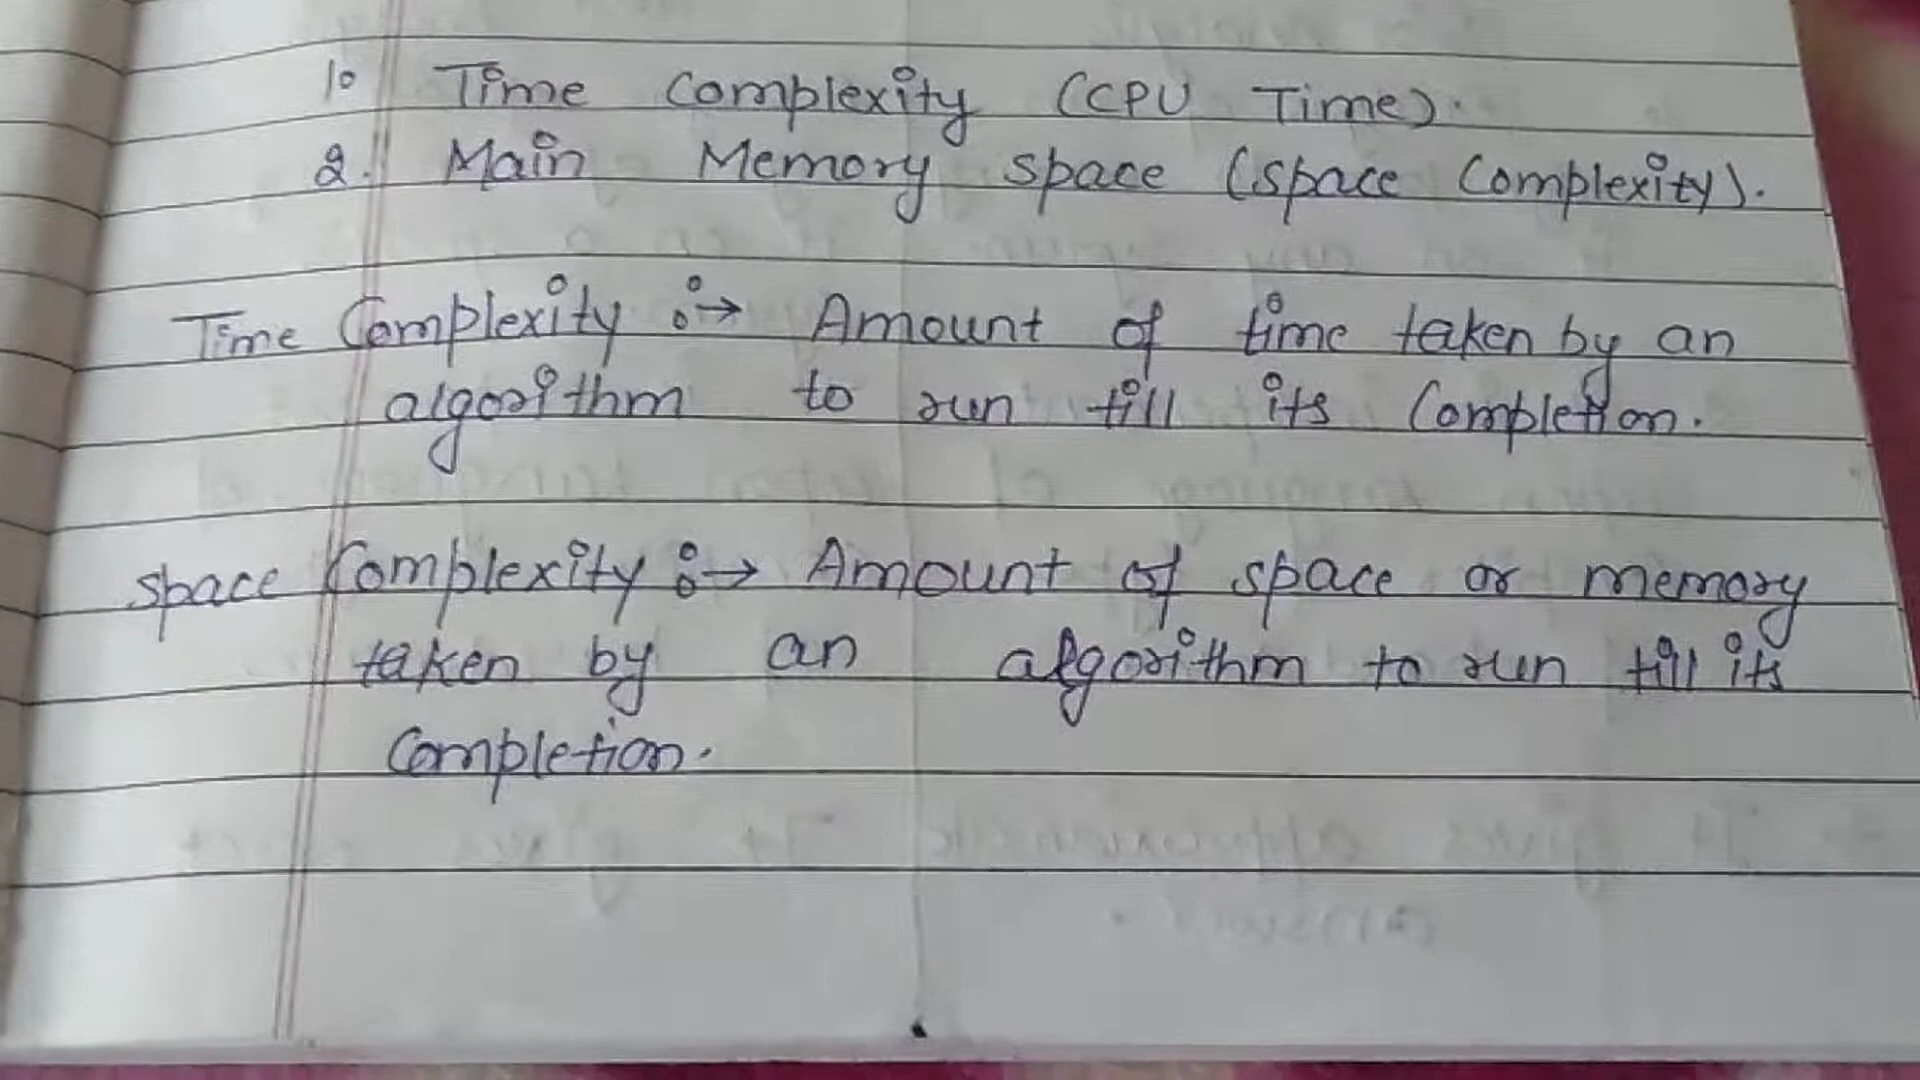 1. Time Complexity (CPU Time).
2. Main Memory space (space Complexity).
Time Complexity :→ Amount of time taken by an
algorithm to run till its Completion.
space Complexity :→ Amount of space or memory
taken by an algorithm to run till its
Completion.